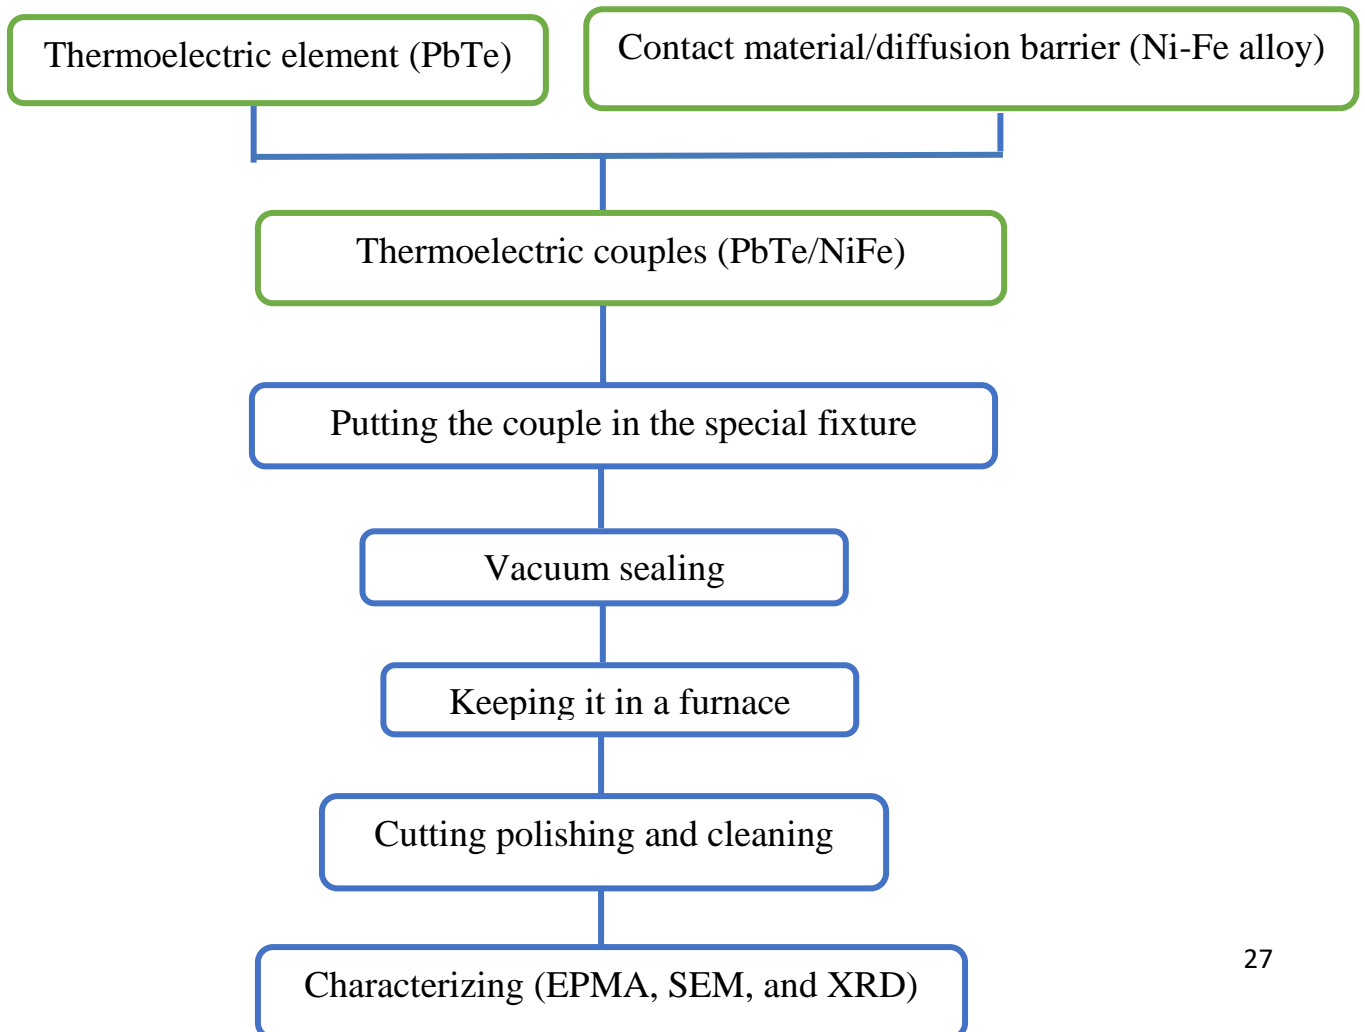 Thermoelectric element (PbTe)
Contact material/diffusion barrier (Ni-Fe alloy)
Thermoelectric couples (PbTe/NiFe)
Putting the couple in the special fixture
Vacuum sealing
Keeping it in a furnace
Cutting polishing and cleaning
Characterizing (EPMA, SEM, and XRD)
27